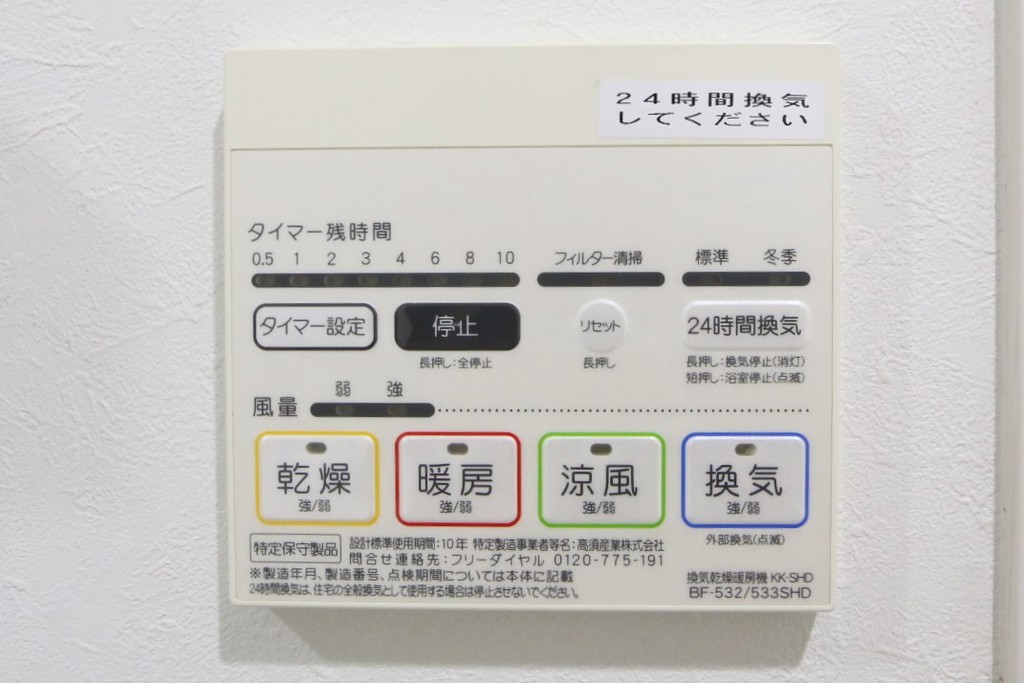 24時間換気
してください
タイマー残時間
0.5 1 2 3 4 6 8 10
フィルター清掃
標準 冬季
タイマー設定
停止
長押し:全停止
リセット
長押し
24時間換気
長押し:換気停止(消灯)
短押し:浴室停止(点滅)
弱 強
風量
乾燥
強/弱
暖房
強/弱
涼風
強/弱
換気
強/弱
外部換気(点滅)
特定保守製品
設計標準使用期間:10年 特定製造事業者等名:高須産業株式会社
問合せ連絡先:フリーダイヤル 0120-775-191
※製造年月、製造番号、点検期間については本体に記載
24時間換気は、住宅の全般換気として使用する場合は停止させないでください。
換気乾燥暖房機 KK-SHD
BF-532/533SHD